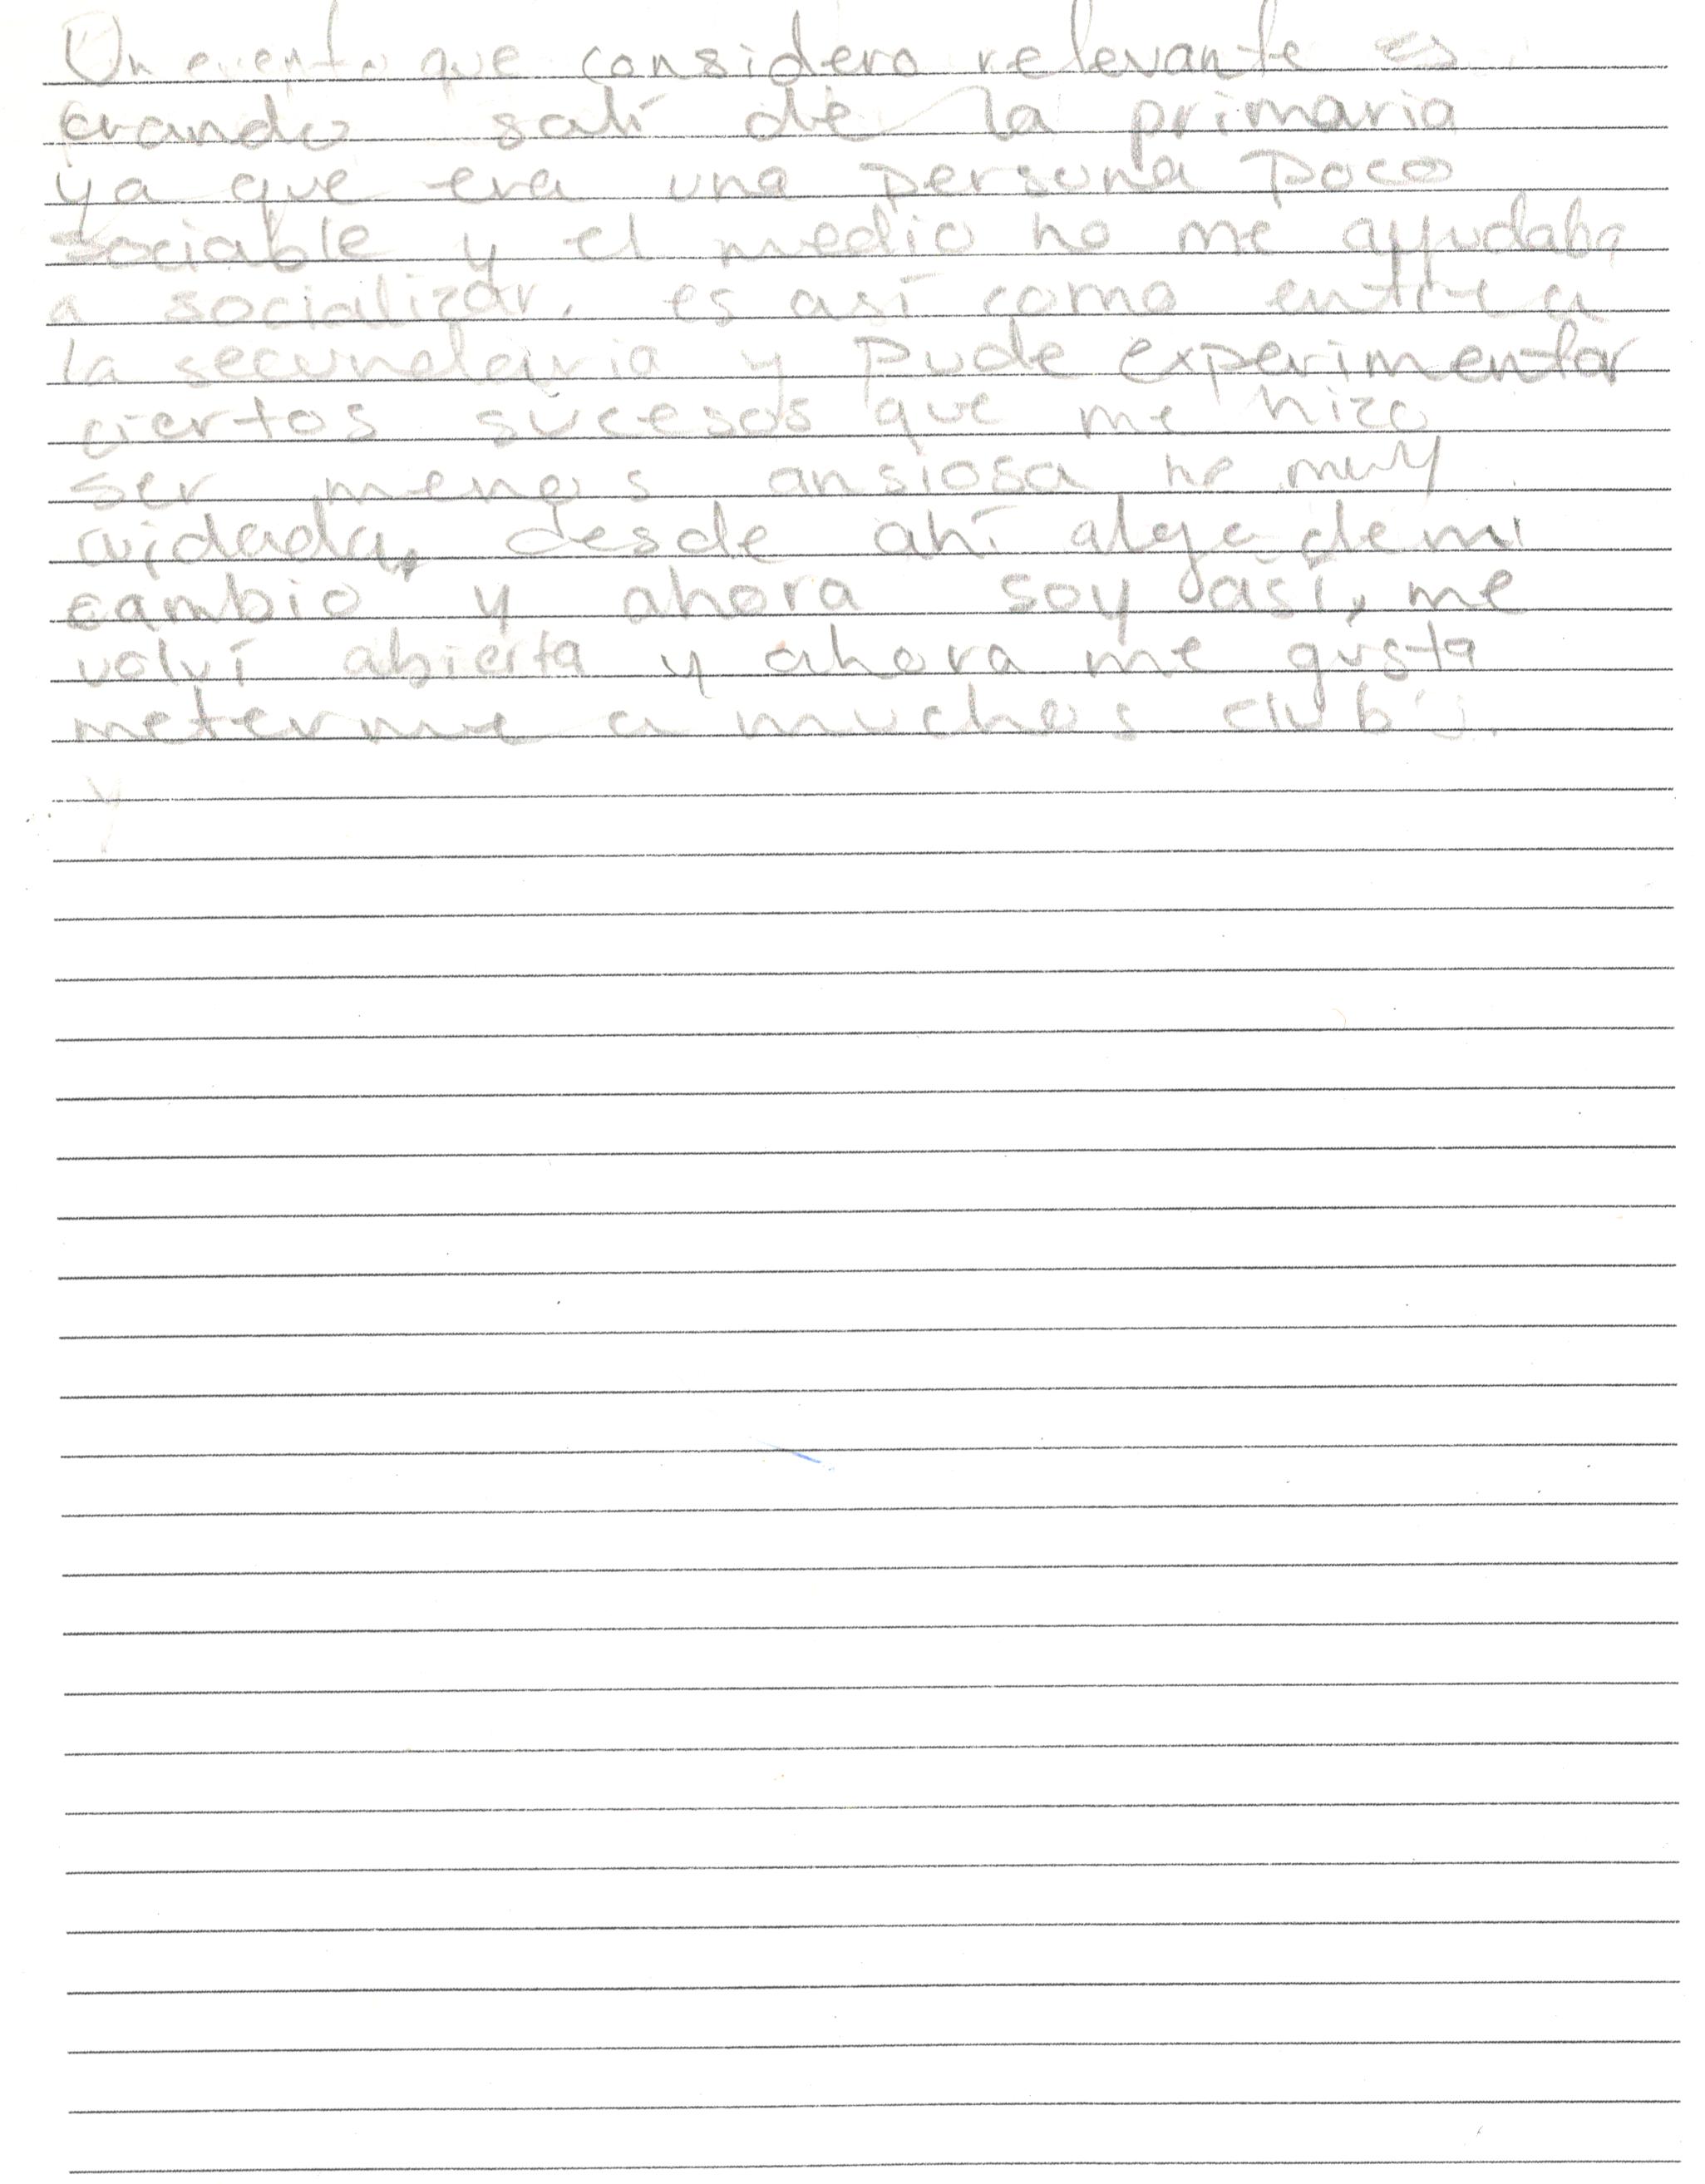 Un evento que considero relevante es
cuando salí de la primaria
ya que era una persona poco
sociable y el medio no me ayudaba
a socializar, es así como entre a
la secundaria y pude experimentar
ciertos sucesos que me hizo
ser menos ansiosa no muy
cuidada, desde ahí algo de mi
cambio y ahora soy así, me
volví abierta y ahora me gusta
meterme a muchos club's.